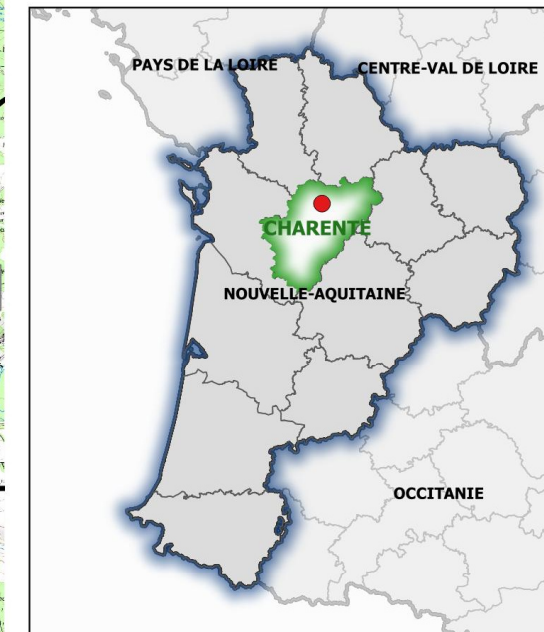 PAYS DE LA LOIRE
CENTRE-VAL DE LOIRE
CHARENTE
NOUVELLE-AQUITAINE
OCCITANIE